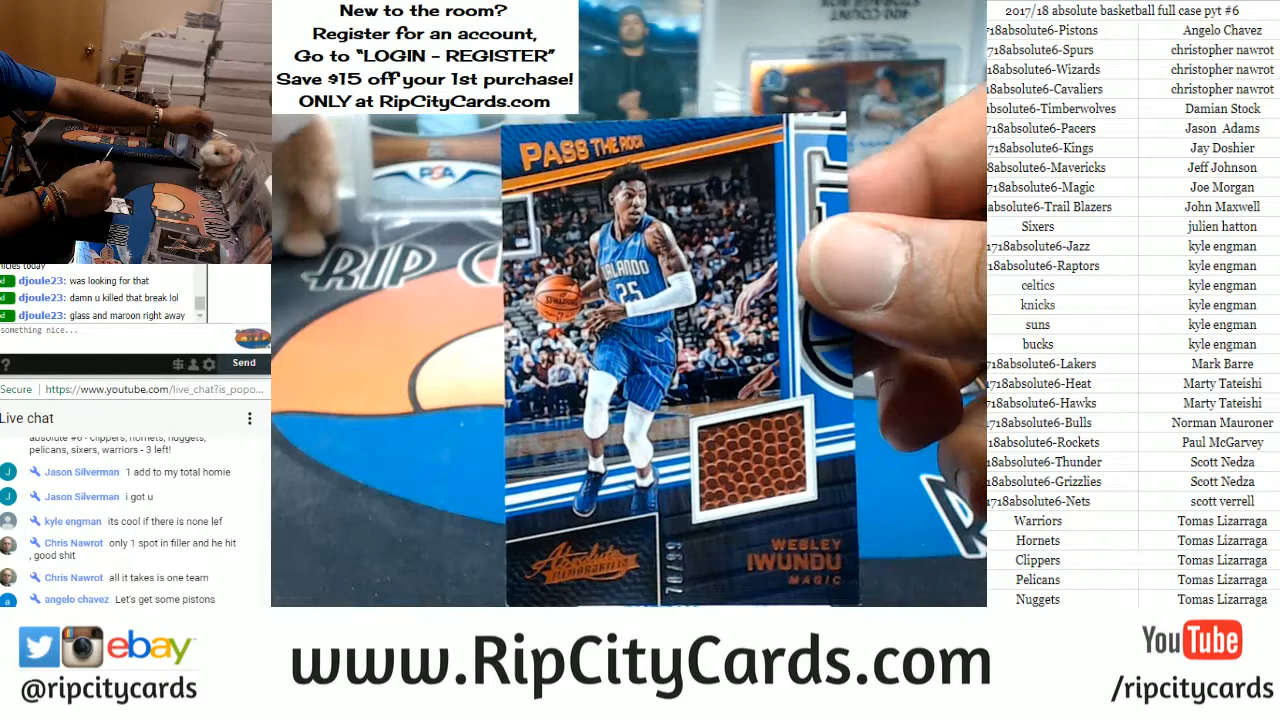 New to the room?
Register for an account,
Go to “LOGIN - REGISTER”
Save $15 off your 1st purchase!
ONLY at RipCityCards.com
djoule23: was looking for that
djoule23: damn u killed that break lol
djoule23: glass and maroon right away
something nice...
Send
Secure | https://www.youtube.com/live_chat?is_popo...
Live chat
absolute #6 - clippers, hornets, nuggets,
pelicans, sixers, warriors - 3 left!
Jason Silverman 1 add to my total homie
Jason Silverman i got u
kyle engman its cool if there is none lef
Chris Nawrot only 1 spot in filler and he hit
, good shit
Chris Nawrot all it takes is one team
angelo chavez Let's get some pistons
PSA
RIP C
PASS THE ROCK
ORLANDO
25
Absolute
MEMORABILIA
WESLEY
IWUNDU
MAGIC
2017/18 absolute basketball full case pyt #6
718absolute6-Pistons Angelo Chavez
718absolute6-Spurs christopher nawrot
18absolute6-Wizards christopher nawrot
8absolute6-Cavaliers christopher nawrot
absolute6-Timberwolves Damian Stock
718absolute6-Pacers Jason Adams
718absolute6-Kings Jay Doshier
8absolute6-Mavericks Jeff Johnson
718absolute6-Magic Joe Morgan
absolute6-Trail Blazers John Maxwell
Sixers julien hatton
1718absolute6-Jazz kyle engman
18absolute6-Raptors kyle engman
celtics kyle engman
knicks kyle engman
suns kyle engman
bucks kyle engman
718absolute6-Lakers Mark Barre
718absolute6-Heat Marty Tateishi
718absolute6-Hawks Marty Tateishi
1718absolute6-Bulls Norman Mauroner
18absolute6-Rockets Paul McGarvey
18absolute6-Thunder Scott Nedza
18absolute6-Grizzlies Scott Nedza
1718absolute6-Nets scott verrell
Warriors Tomas Lizarraga
Hornets Tomas Lizarraga
Clippers Tomas Lizarraga
Pelicans Tomas Lizarraga
Nuggets Tomas Lizarraga
ebay
@ripcitycards
www.RipCityCards.com
YouTube
/ripcitycards